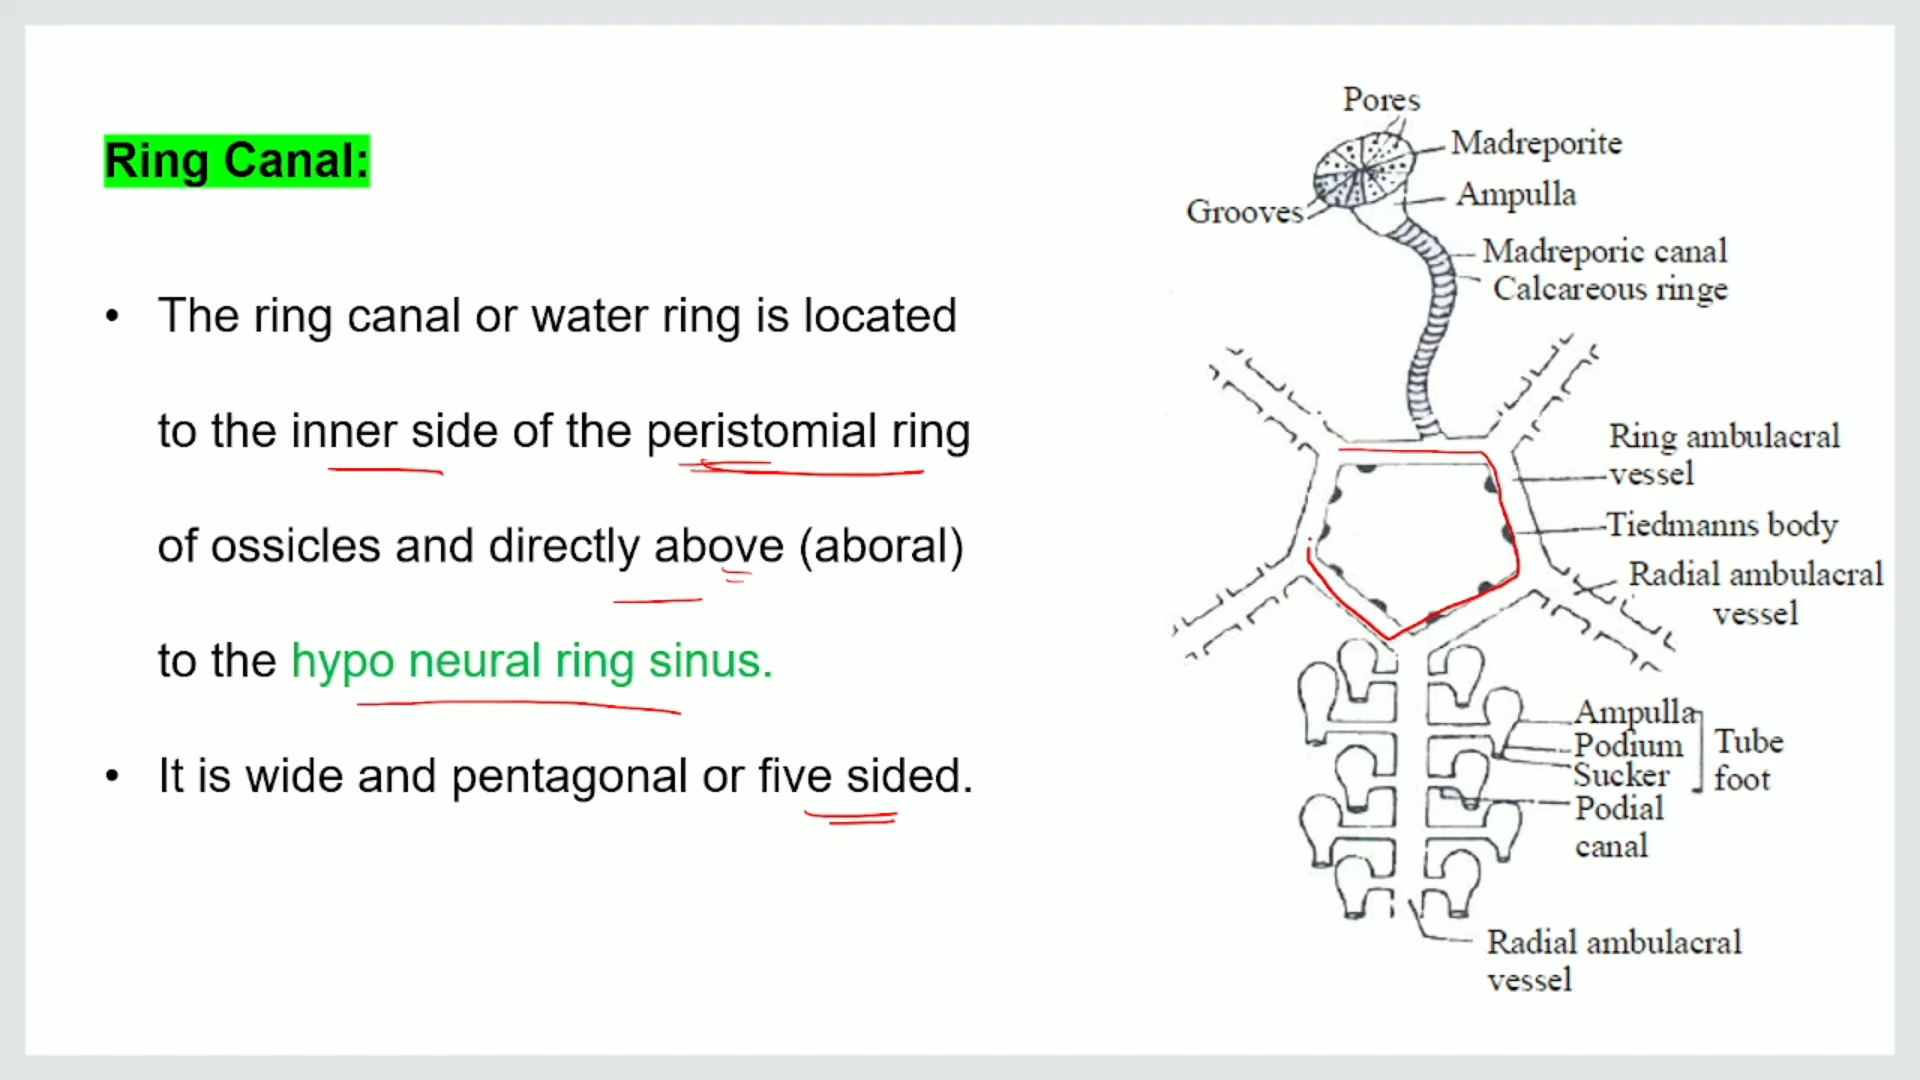 Ring Canal:
• The ring canal or water ring is located
to the inner side of the peristomial ring
of ossicles and directly above (aboral)
to the hypo neural ring sinus.
• It is wide and pentagonal or five sided.
Pores
Madreporite
Ampulla
Grooves
Madreporic canal
Calcareous ringe
Ring ambulacral
vessel
Tiedmanns body
Radial ambulacral
vessel
Ampulla
Podium
Sucker
Tube
foot
Podial
canal
Radial ambulacral
vessel